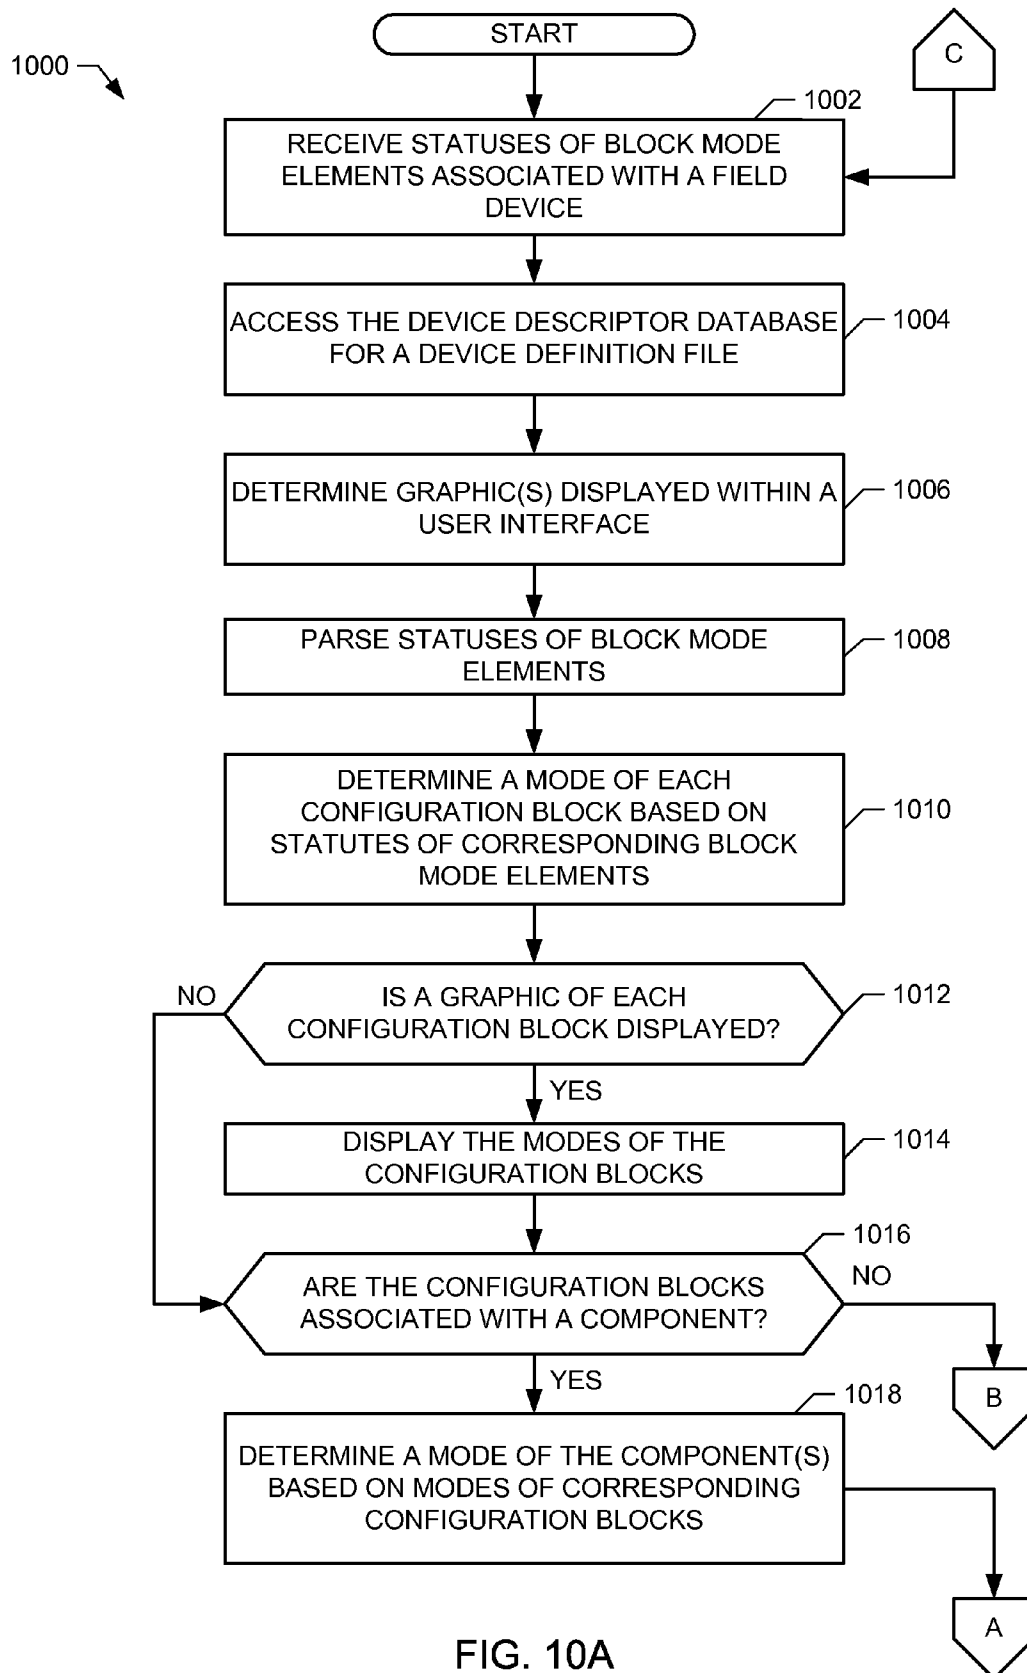 START
C
1000
1002
RECEIVE STATUSES OF BLOCK MODE
ELEMENTS ASSOCIATED WITH A FIELD
DEVICE
ACCESS THE DEVICE DESCRIPTOR DATABASE
FOR A DEVICE DEFINITION FILE
1004
DETERMINE GRAPHIC(S) DISPLAYED WITHIN A
USER INTERFACE
1006
PARSE STATUSES OF BLOCK MODE
ELEMENTS
1008
DETERMINE A MODE OF EACH
CONFIGURATION BLOCK BASED ON
STATUTES OF CORRESPONDING BLOCK
MODE ELEMENTS
1010
NO
IS A GRAPHIC OF EACH
CONFIGURATION BLOCK DISPLAYED?
1012
YES
DISPLAY THE MODES OF THE
CONFIGURATION BLOCKS
1014
1016
ARE THE CONFIGURATION BLOCKS
ASSOCIATED WITH A COMPONENT?
NO
YES
B
1018
DETERMINE A MODE OF THE COMPONENT(S)
BASED ON MODES OF CORRESPONDING
CONFIGURATION BLOCKS
A
FIG. 10A